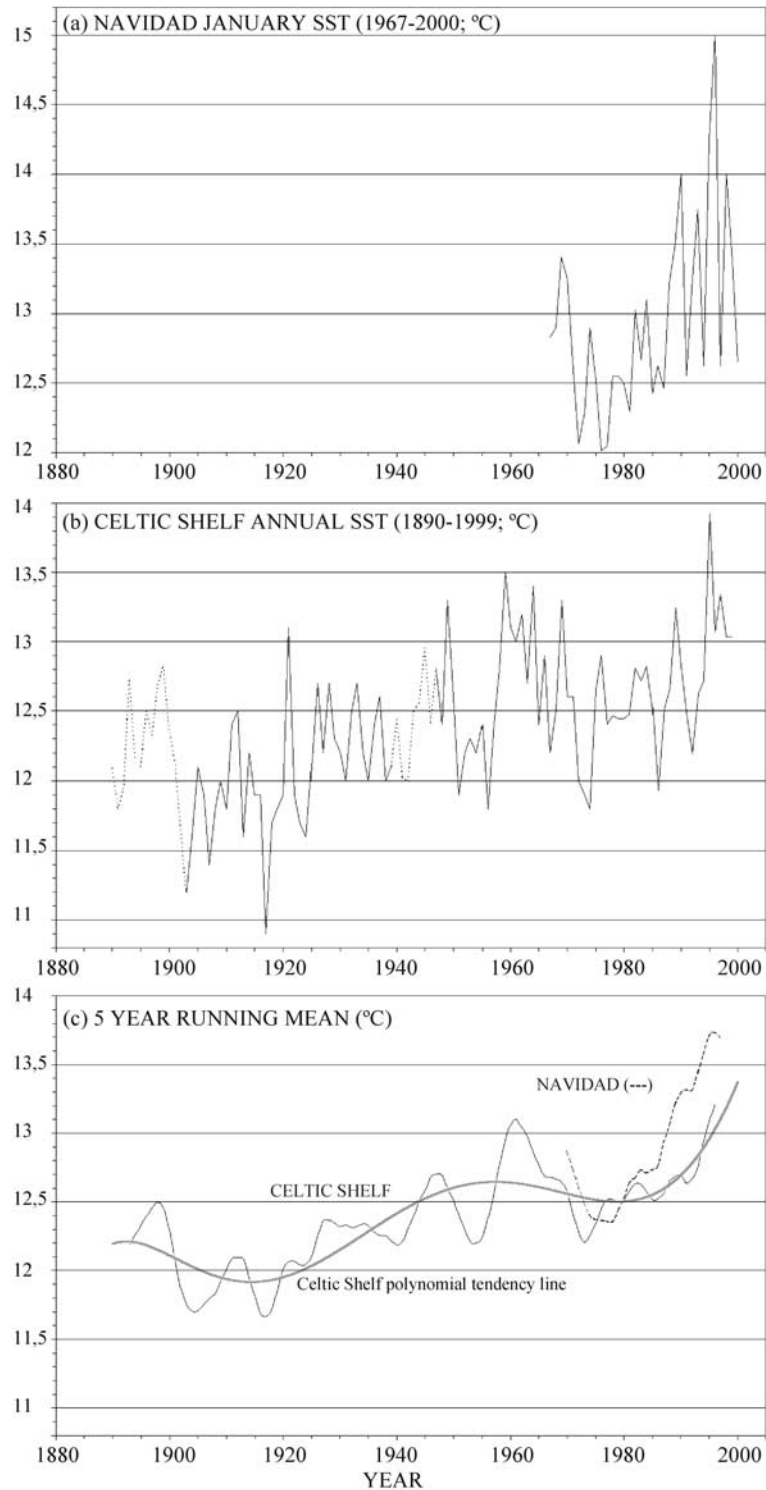 (a) NAVIDAD JANUARY SST (1967-2000; ºC)
15
14,5
14
13,5
13
12,5
12
1880 1900 1920 1940 1960 1980 2000
(b) CELTIC SHELF ANNUAL SST (1890-1999; ºC)
14
13,5
13
12,5
12
11,5
11
1880 1900 1920 1940 1960 1980 2000
(c) 5 YEAR RUNNING MEAN (ºC)
14
13,5
NAVIDAD (---)
13
CELTIC SHELF
12,5
12
Celtic Shelf polynomial tendency line
11,5
11
1880 1900 1920 1940 1960 1980 2000
YEAR